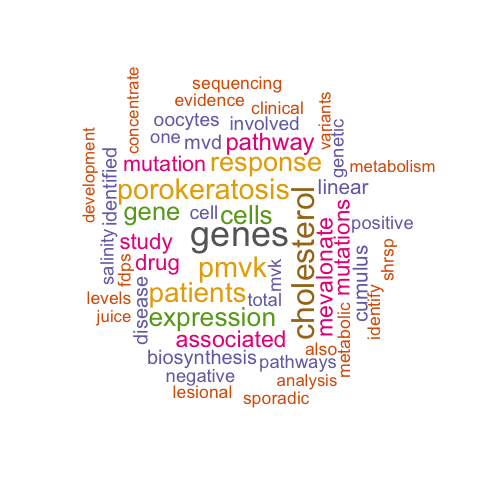 sequencing
evidence
clinical
concentrate
oocytes
involved
variants
one
mvd
pathway
genetic
development
identified
mutation
response
metabolism
porokeratosis
linear
gene
cell
cells
cholesterol
mutations
positive
genes
mevalonate
study
salinity
fdps
drug
pmvk
mvk
cumulus
shrsp
levels
disease
patients
total
identify
juice
expression
associated
also
metabolic
biosynthesis
pathways
negative
analysis
lesional
sporadic